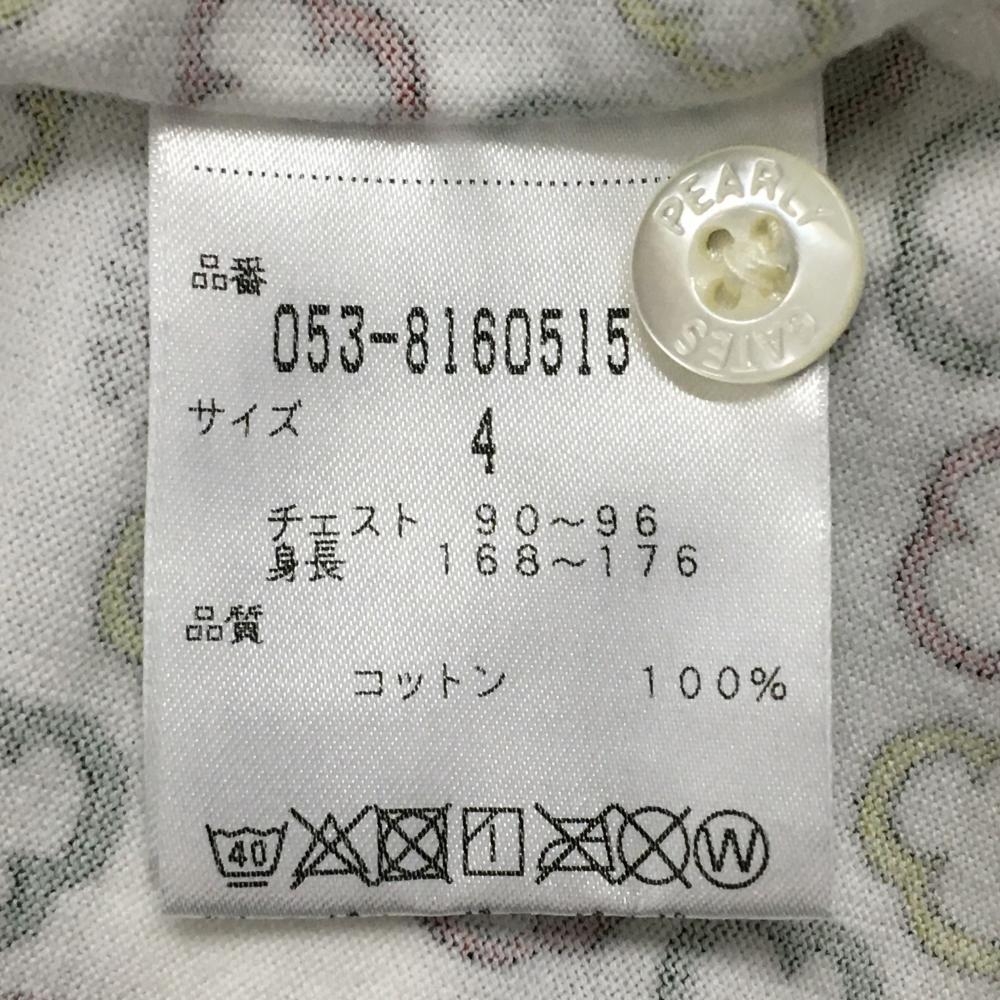 品番
053-8160515
サイズ
4
チェスト 90～96
身長 168～176
品質
コットン 100%
40 W
PEARLY
GATES